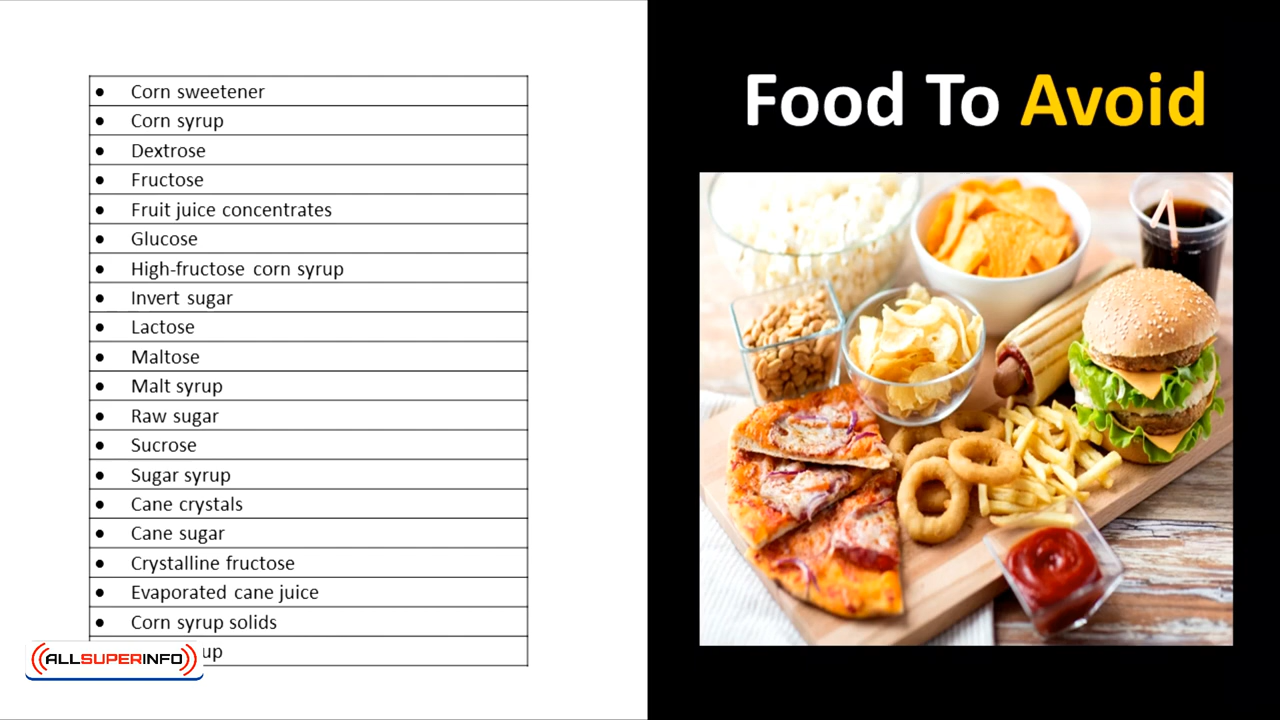 Corn sweetener
Corn syrup
Dextrose
Fructose
Fruit juice concentrates
Glucose
High-fructose corn syrup
Invert sugar
Lactose
Maltose
Malt syrup
Raw sugar
Sucrose
Sugar syrup
Cane crystals
Cane sugar
Crystalline fructose
Evaporated cane juice
Corn syrup solids
ALLSUPERINFO
Food To Avoid